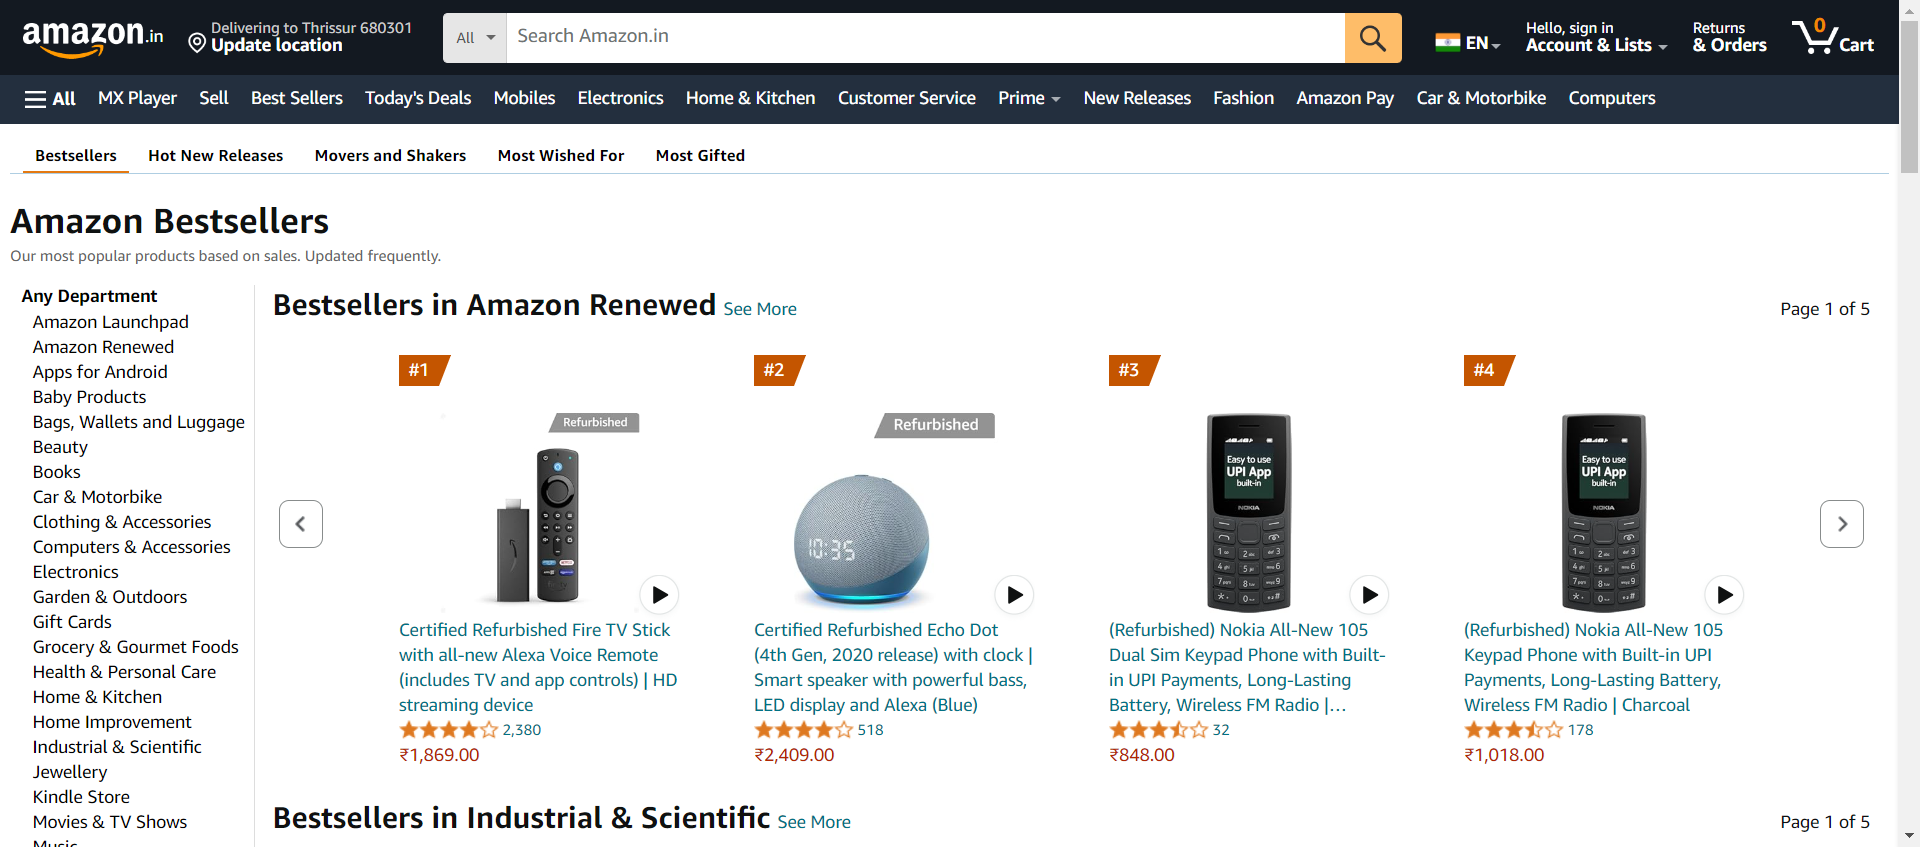 amazon.in
Delivering to Thrissur 680301
Update location
All
Search Amazon.in
EN
Hello, sign in
Account & Lists
Returns
& Orders
0
Cart
All
MX Player
Sell
Best Sellers
Today's Deals
Mobiles
Electronics
Home & Kitchen
Customer Service
Prime
New Releases
Fashion
Amazon Pay
Car & Motorbike
Computers
Bestsellers
Hot New Releases
Movers and Shakers
Most Wished For
Most Gifted
Amazon Bestsellers
Our most popular products based on sales. Updated frequently.
Any Department
Amazon Launchpad
Amazon Renewed
Apps for Android
Baby Products
Bags, Wallets and Luggage
Beauty
Books
Car & Motorbike
Clothing & Accessories
Computers & Accessories
Electronics
Garden & Outdoors
Gift Cards
Grocery & Gourmet Foods
Health & Personal Care
Home & Kitchen
Home Improvement
Industrial & Scientific
Jewellery
Kindle Store
Movies & TV Shows
Music
Bestsellers in Amazon Renewed See More
Page 1 of 5
#1
Refurbished
Certified Refurbished Fire TV Stick
with all-new Alexa Voice Remote
(includes TV and app controls) | HD
streaming device
2,380
₹1,869.00
#2
Refurbished
10:35
Certified Refurbished Echo Dot
(4th Gen, 2020 release) with clock |
Smart speaker with powerful bass,
LED display and Alexa (Blue)
518
₹2,409.00
#3
Easy to use
UPI App
built-in
NOKIA
(Refurbished) Nokia All-New 105
Dual Sim Keypad Phone with Built-
in UPI Payments, Long-Lasting
Battery, Wireless FM Radio |...
32
₹848.00
#4
Easy to use
UPI App
built-in
NOKIA
(Refurbished) Nokia All-New 105
Keypad Phone with Built-in UPI
Payments, Long-Lasting Battery,
Wireless FM Radio | Charcoal
178
₹1,018.00
Bestsellers in Industrial & Scientific See More
Page 1 of 5